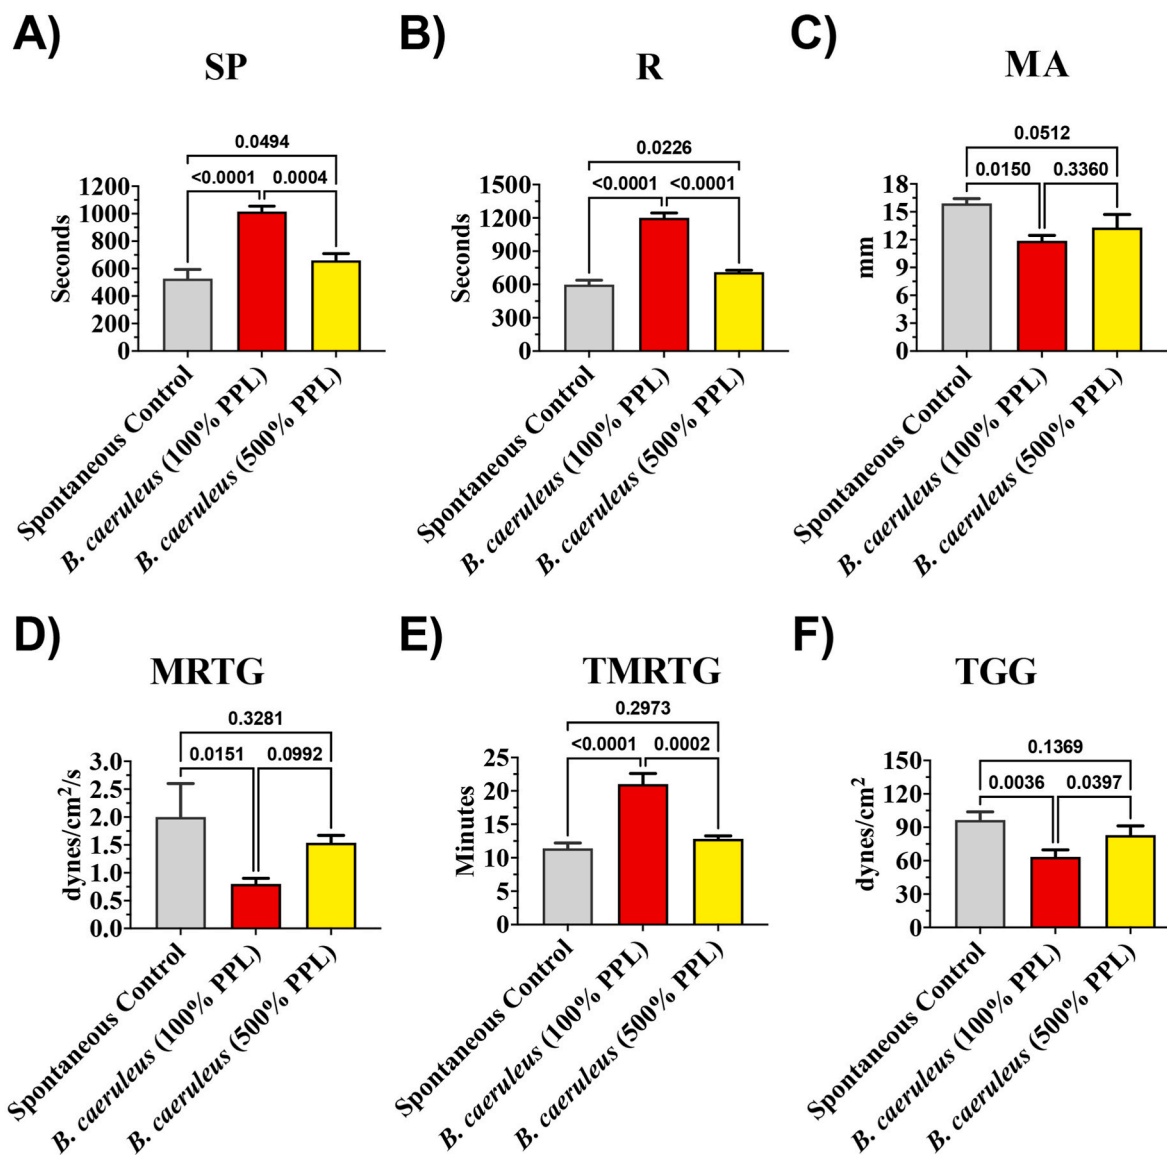 A)
SP
0.0494
<0.0001 0.0004
1200
1000
800
600
400
200
0
Seconds
Spontaneous Control
B. caeruleus (100% PPL)
B. caeruleus (500% PPL)
B)
R
0.0226
<0.0001 <0.0001
1500
1200
900
600
300
0
Seconds
Spontaneous Control
B. caeruleus (100% PPL)
B. caeruleus (500% PPL)
C)
MA
0.0512
0.0150 0.3360
18
15
12
9
6
3
0
mm
Spontaneous Control
B. caeruleus (100% PPL)
B. caeruleus (500% PPL)
D)
MRTG
0.3281
0.0151 0.0992
3.0
2.5
2.0
1.5
1.0
0.5
0.0
dynes/cm²/s
Spontaneous Control
B. caeruleus (100% PPL)
B. caeruleus (500% PPL)
E)
TMRTG
0.2973
<0.0001 0.0002
25
20
15
10
5
0
Minutes
Spontaneous Control
B. caeruleus (100% PPL)
B. caeruleus (500% PPL)
F)
TGG
0.1369
0.0036 0.0397
150
120
90
60
30
0
dynes/cm²
Spontaneous Control
B. caeruleus (100% PPL)
B. caeruleus (500% PPL)